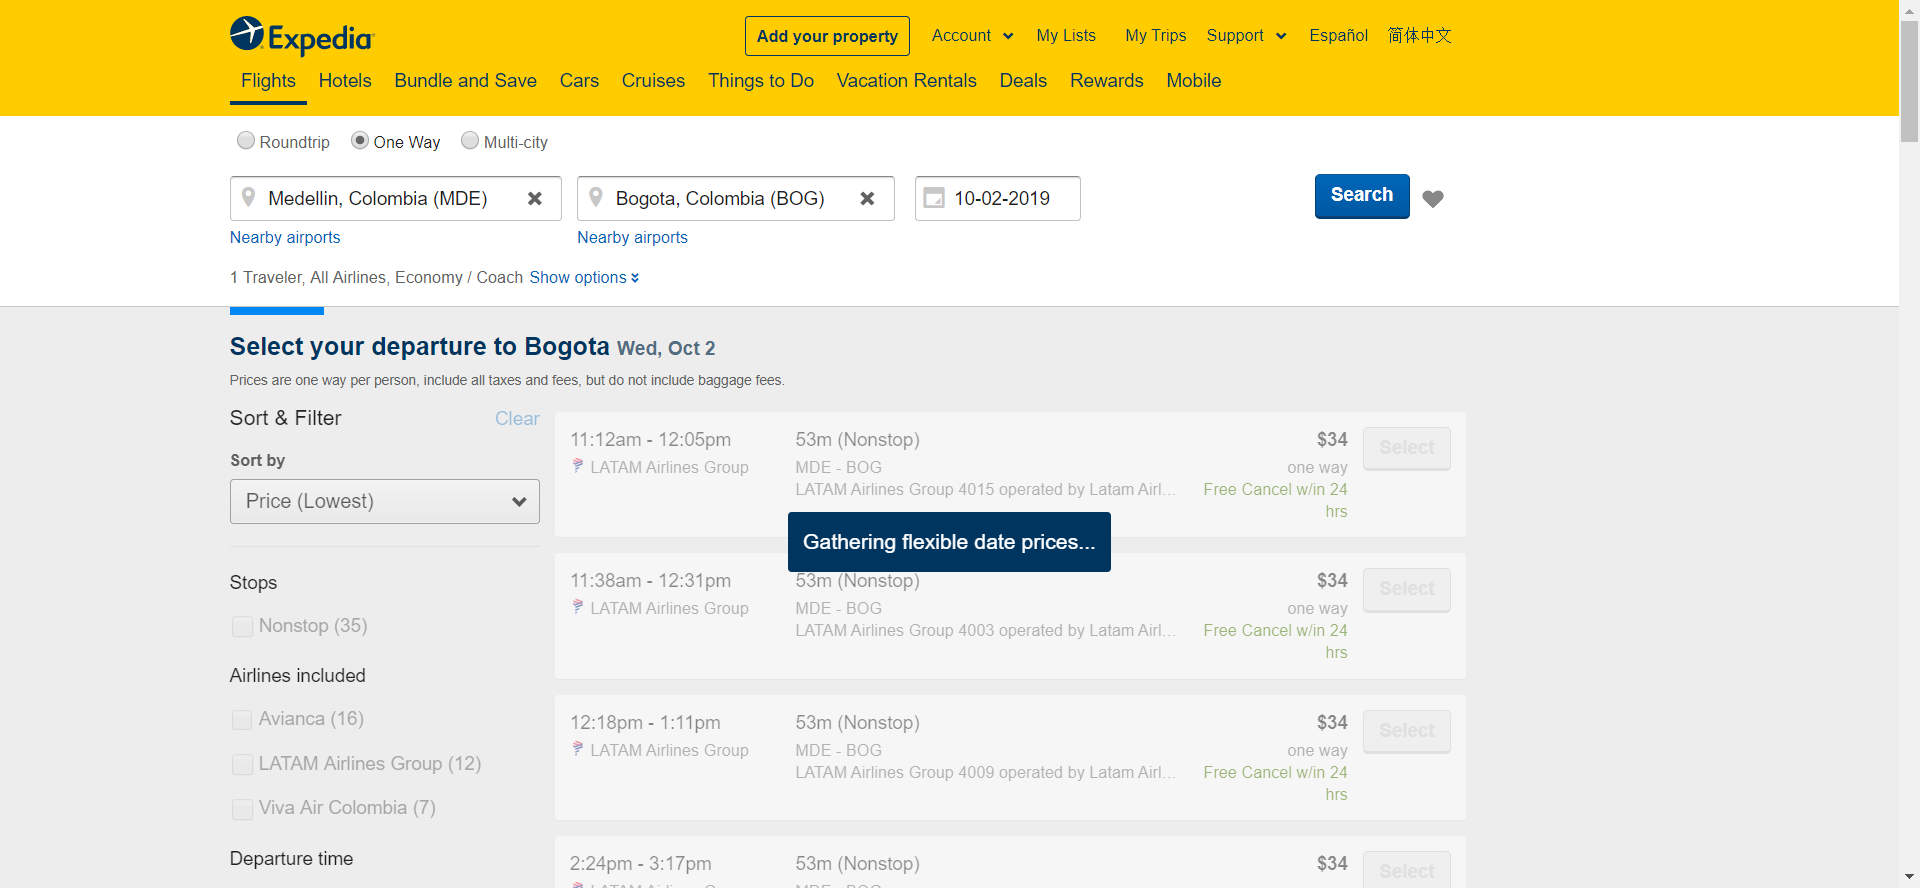 Expedia
Add your property
Account
My Lists
My Trips
Support
Español
简体中文
Flights
Hotels
Bundle and Save
Cars
Cruises
Things to Do
Vacation Rentals
Deals
Rewards
Mobile
Roundtrip
One Way
Multi-city
Medellin, Colombia (MDE)
Bogota, Colombia (BOG)
10-02-2019
Search
Nearby airports
Nearby airports
1 Traveler, All Airlines, Economy / Coach Show options
Select your departure to Bogota Wed, Oct 2
Prices are one way per person, include all taxes and fees, but do not include baggage fees.
Sort & Filter
Clear
Sort by
Price (Lowest)
Stops
Nonstop (35)
Airlines included
Avianca (16)
LATAM Airlines Group (12)
Viva Air Colombia (7)
Departure time
11:12am - 12:05pm
LATAM Airlines Group
53m (Nonstop)
MDE - BOG
LATAM Airlines Group 4015 operated by Latam Airl...
$34
one way
Free Cancel w/in 24
hrs
Select
Gathering flexible date prices...
11:38am - 12:31pm
LATAM Airlines Group
53m (Nonstop)
MDE - BOG
LATAM Airlines Group 4003 operated by Latam Airl...
$34
one way
Free Cancel w/in 24
hrs
Select
12:18pm - 1:11pm
LATAM Airlines Group
53m (Nonstop)
MDE - BOG
LATAM Airlines Group 4009 operated by Latam Airl...
$34
one way
Free Cancel w/in 24
hrs
Select
2:24pm - 3:17pm
53m (Nonstop)
$34
Select